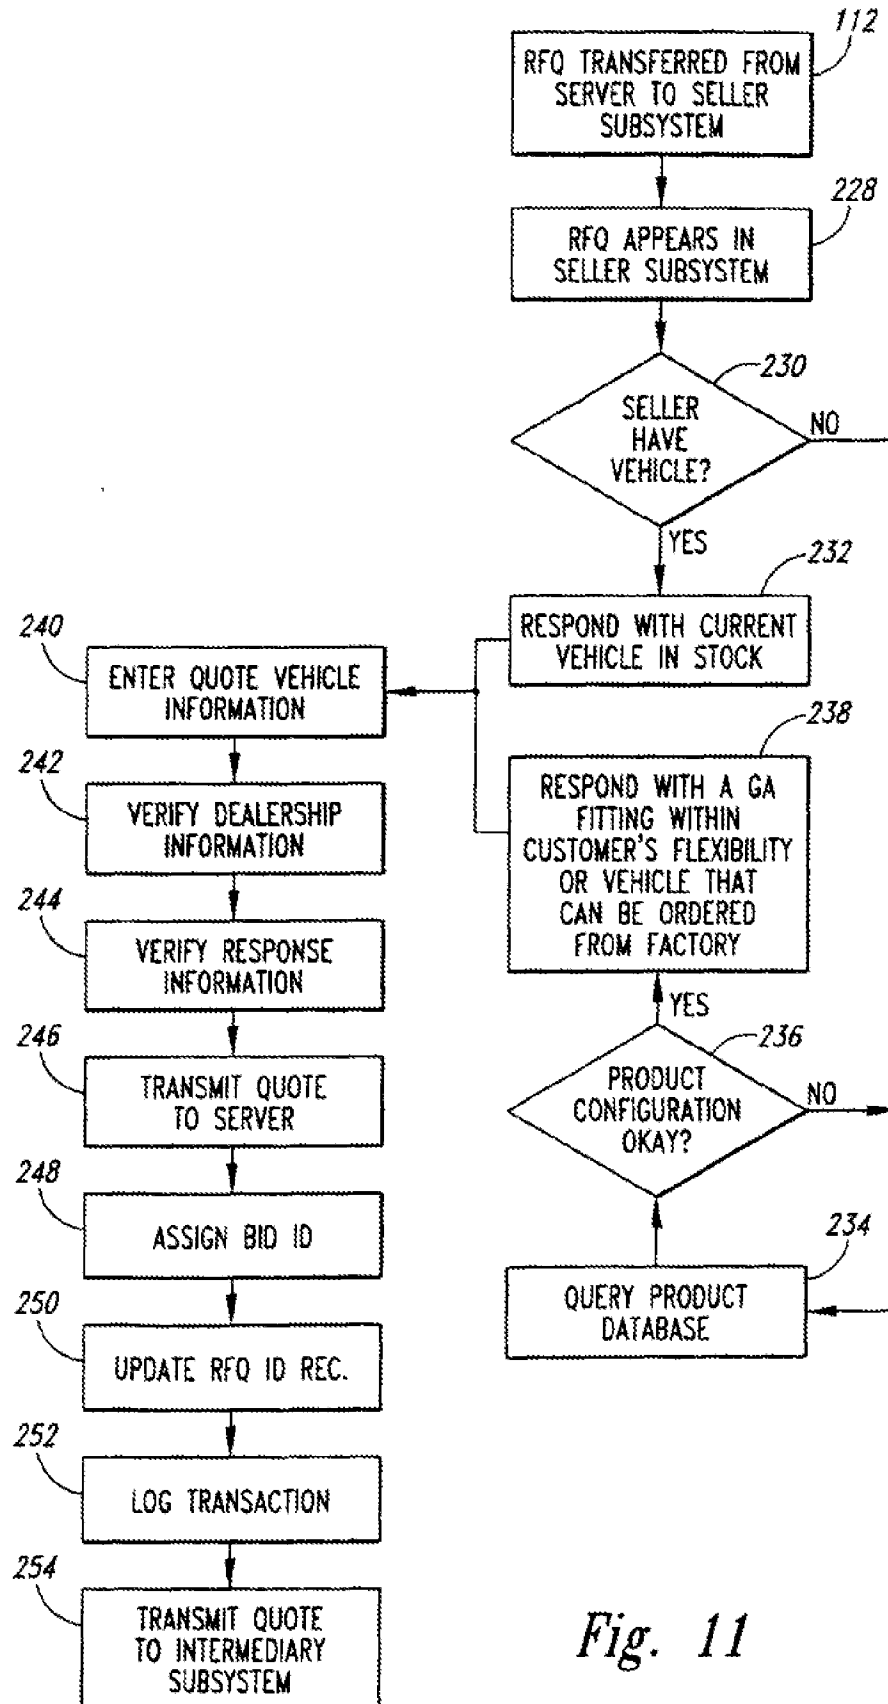 112
RFQ TRANSFERRED FROM
SERVER TO SELLER
SUBSYSTEM
228
RFQ APPEARS IN
SELLER SUBSYSTEM
230
SELLER
HAVE
VEHICLE?
NO
YES
232
RESPOND WITH CURRENT
VEHICLE IN STOCK
238
RESPOND WITH A GA
FITTING WITHIN
CUSTOMER'S FLEXIBILITY
OR VEHICLE THAT
CAN BE ORDERED
FROM FACTORY
YES
236
PRODUCT
CONFIGURATION
OKAY?
NO
234
QUERY PRODUCT
DATABASE
240
ENTER QUOTE VEHICLE
INFORMATION
242
VERIFY DEALERSHIP
INFORMATION
244
VERIFY RESPONSE
INFORMATION
246
TRANSMIT QUOTE
TO SERVER
248
ASSIGN BID ID
250
UPDATE RFQ ID REC.
252
LOG TRANSACTION
254
TRANSMIT QUOTE
TO INTERMEDIARY
SUBSYSTEM
Fig. 11